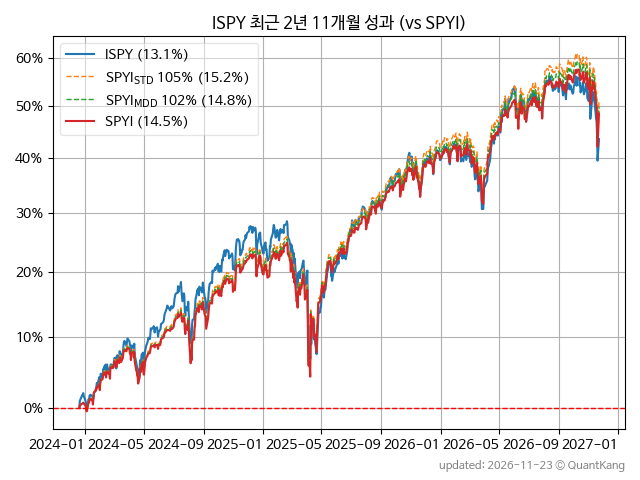 ISPY 최근 2년 11개월 성과 (vs SPYI)
ISPY (13.1%)
SPYI_STD 105% (15.2%)
SPYI_MDD 102% (14.8%)
SPYI (14.5%)
60%
50%
40%
30%
20%
10%
0%
2024-01 2024-05 2024-09 2025-01 2025-05 2025-09 2026-01 2026-05 2026-09 2027-01
updated: 2026-11-23 ⓒ QuantKang